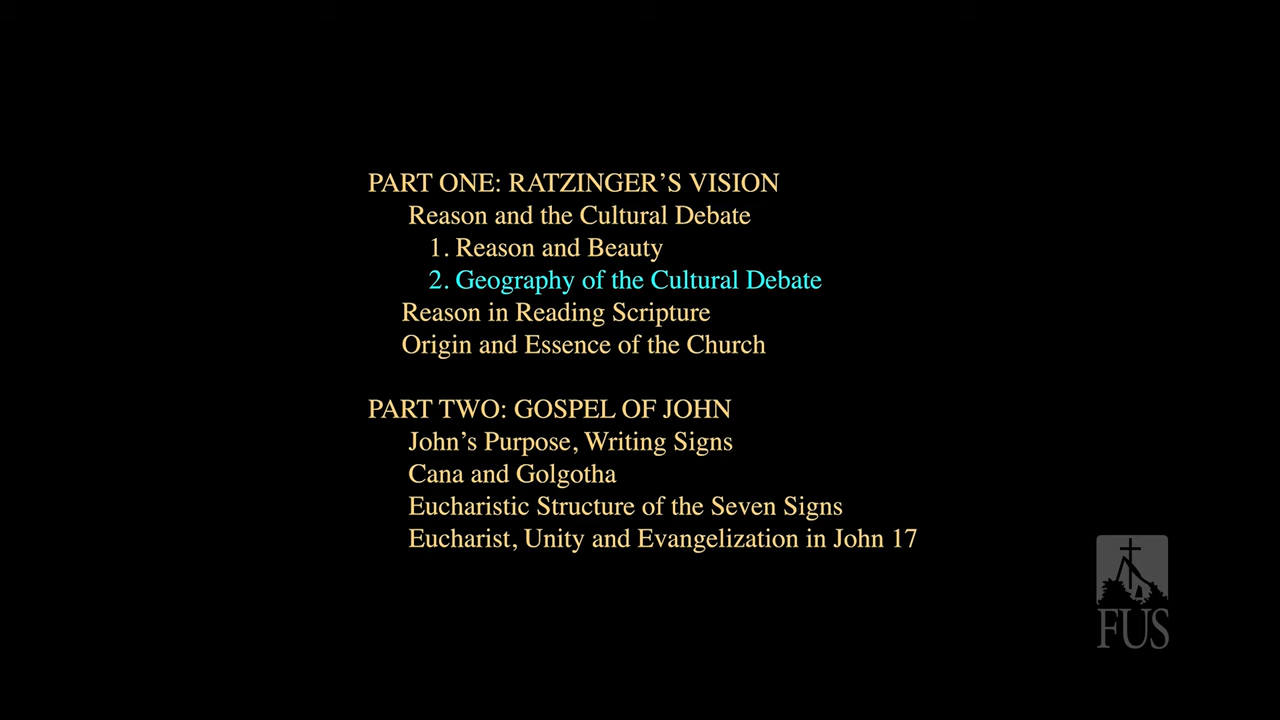 PART ONE: RATZINGER’S VISION
Reason and the Cultural Debate
1. Reason and Beauty
2. Geography of the Cultural Debate
Reason in Reading Scripture
Origin and Essence of the Church
PART TWO: GOSPEL OF JOHN
John’s Purpose, Writing Signs
Cana and Golgotha
Eucharistic Structure of the Seven Signs
Eucharist, Unity and Evangelization in John 17
FUS